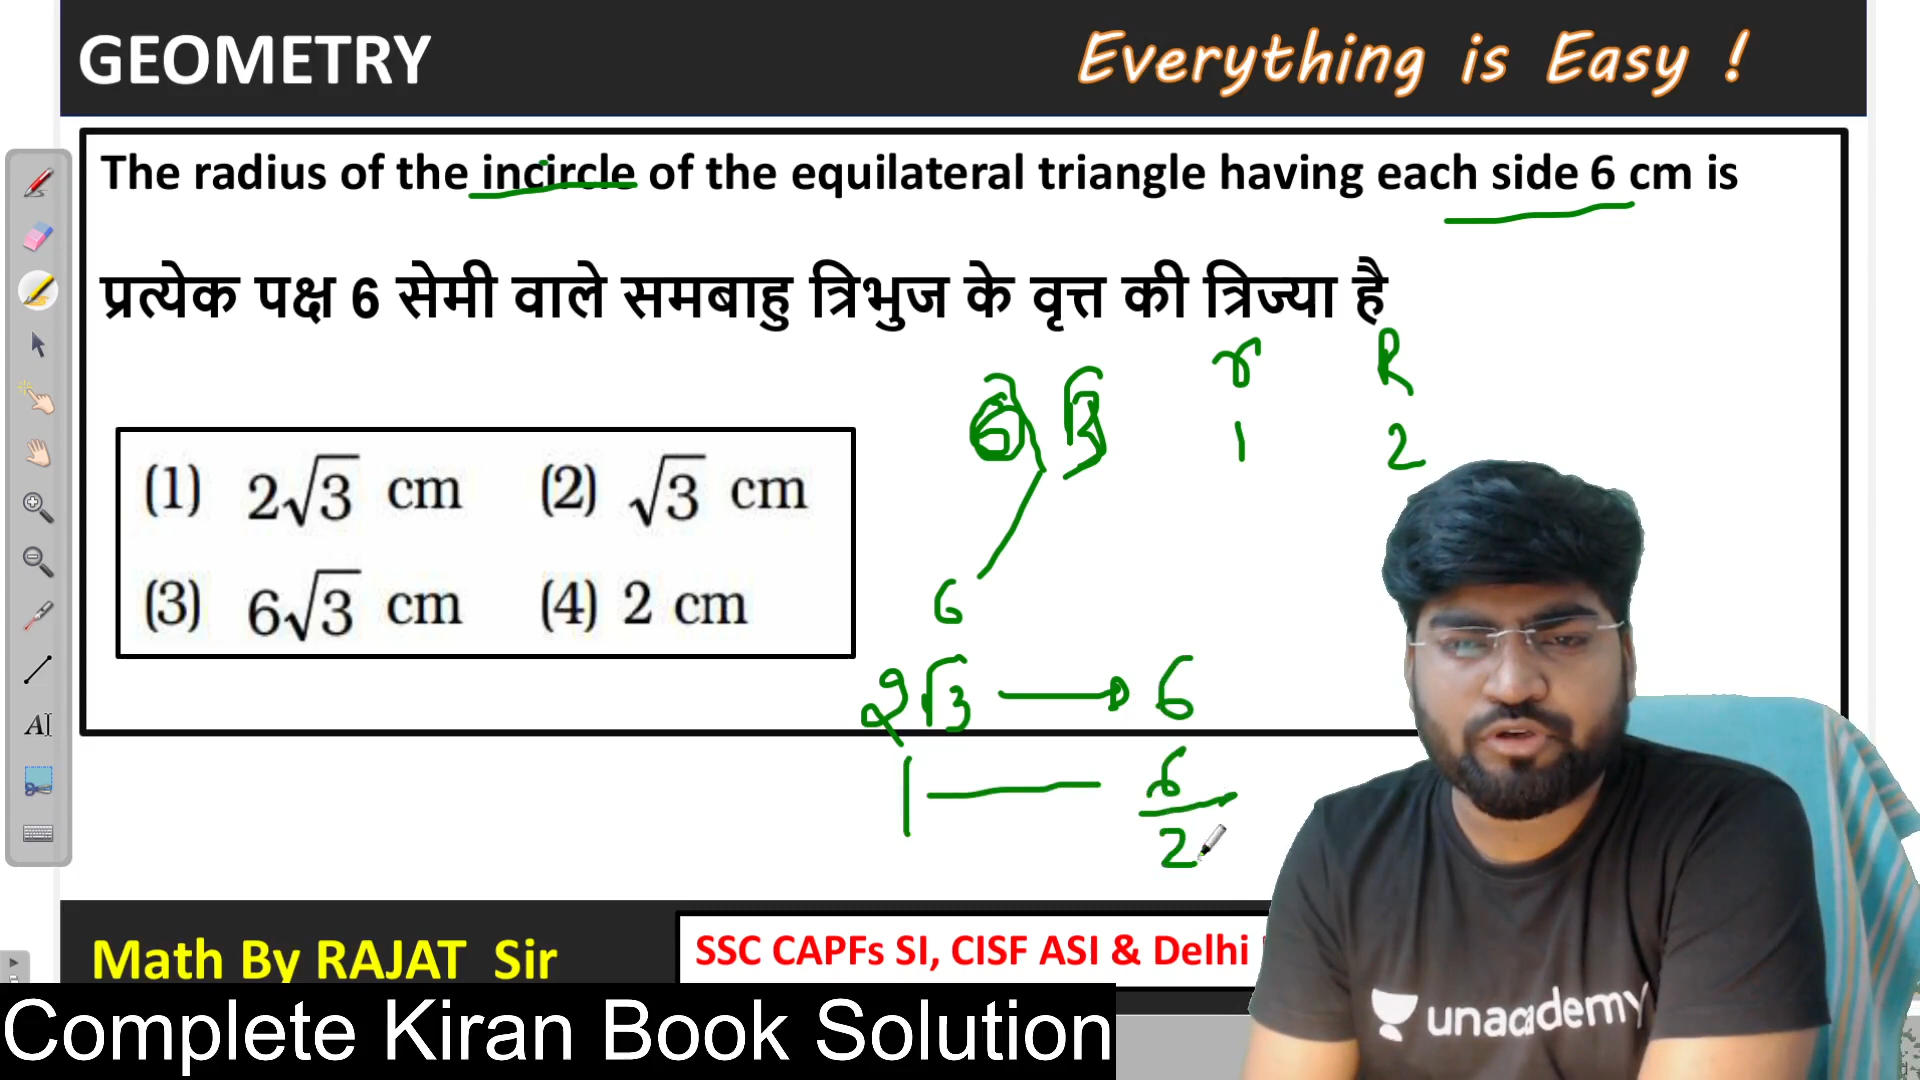 GEOMETRY
Everything is Easy !
The radius of the incircle of the equilateral triangle having each side 6 cm is
प्रत्येक पक्ष 6 सेमी वाले समबाहु त्रिभुज के वृत्त की त्रिज्या है
r R
1 2
(1) 2√3 cm (2) √3 cm
(3) 6√3 cm (4) 2 cm
6
2√3 → 6
1 — 6/2
Math By RAJAT Sir
SSC CAPFs SI, CISF ASI & Delhi
Complete Kiran Book Solution
unacademy